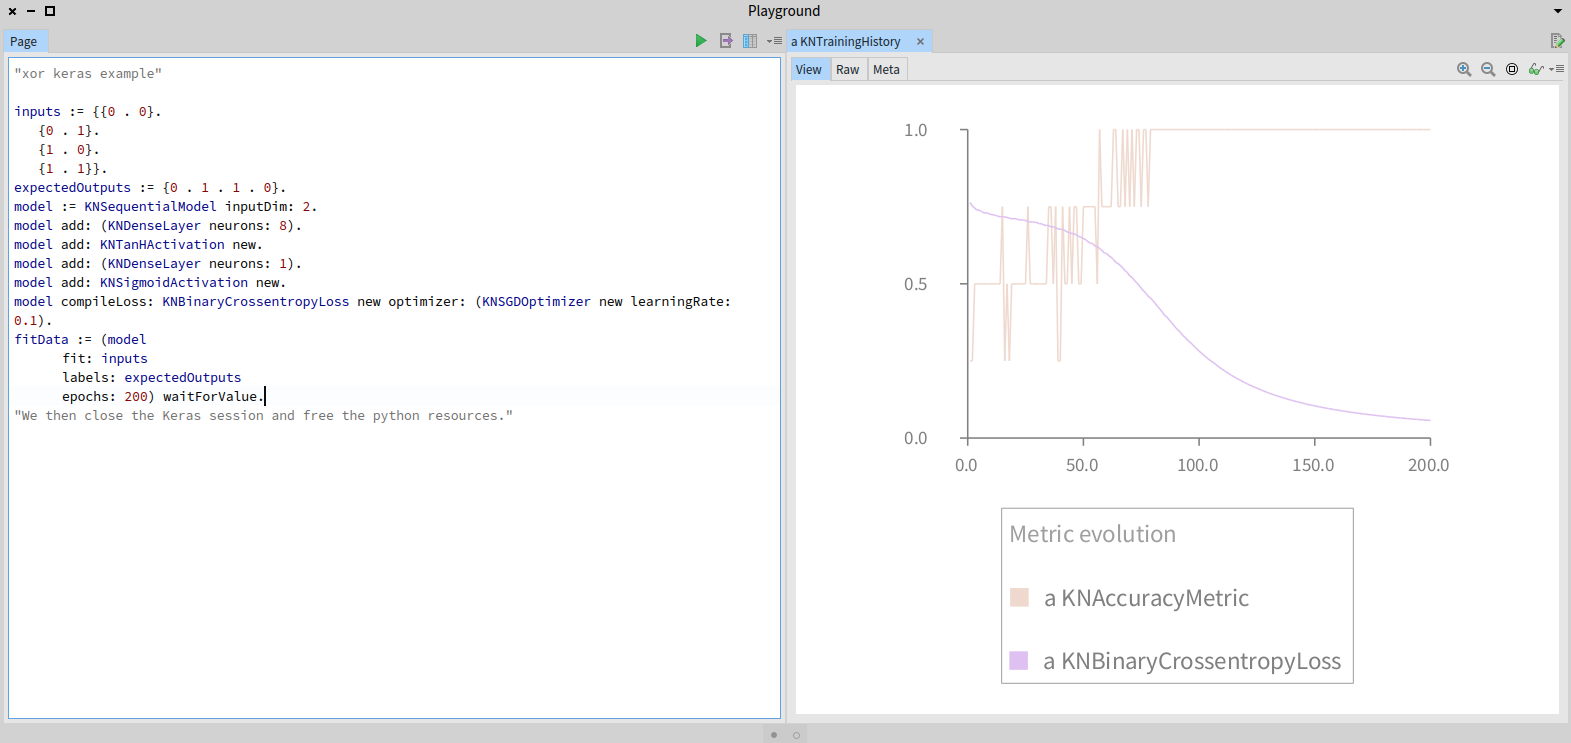 Playground
Page
"xor keras example"
inputs := {{0 . 0}.
{0 . 1}.
{1 . 0}.
{1 . 1}}.
expectedOutputs := {0 . 1 . 1 . 0}.
model := KNSequentialModel inputDim: 2.
model add: (KNDenseLayer neurons: 8).
model add: KNTanHActivation new.
model add: (KNDenseLayer neurons: 1).
model add: KNSigmoidActivation new.
model compileLoss: KNBinaryCrossentropyLoss new optimizer: (KNSGDOptimizer new learningRate:
0.1).
fitData := (model
fit: inputs
labels: expectedOutputs
epochs: 200) waitForValue.
"We then close the Keras session and free the python resources."
a KNTrainingHistory
View Raw Meta
1.0
0.5
0.0
0.0 50.0 100.0 150.0 200.0
Metric evolution
a KNAccuracyMetric
a KNBinaryCrossentropyLoss